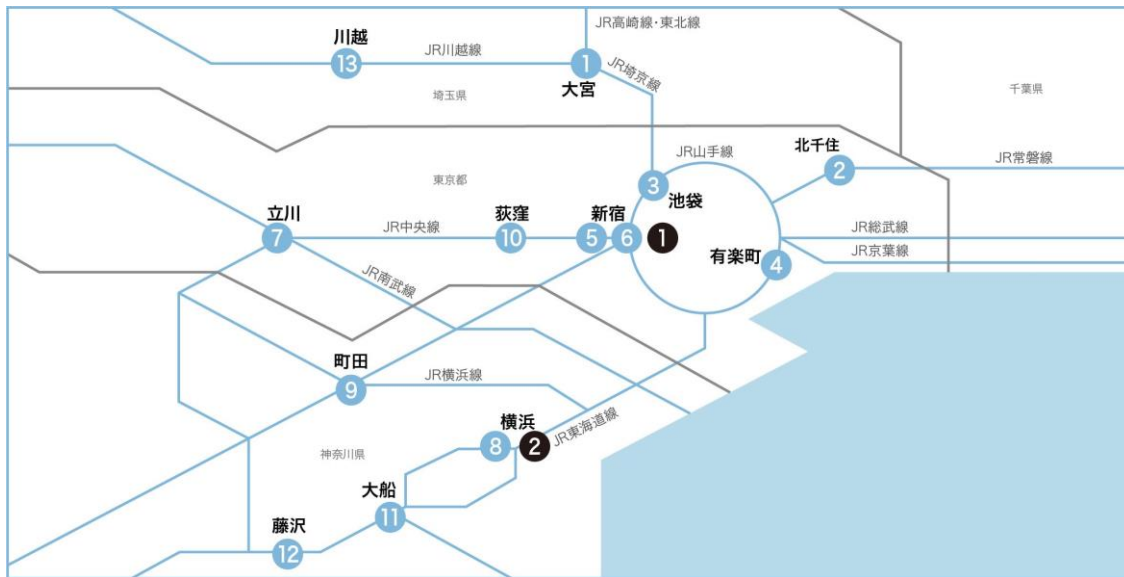 JR高崎線・東北線
川越
JR川越線
13
1
大宮
JR埼京線
埼玉県
千葉県
JR山手線
北千住
2
JR常磐線
東京都
3
池袋
立川
7
JR中央線
荻窪
10
新宿
5
6
1
有楽町
4
JR総武線
JR京葉線
JR南武線
町田
9
JR横浜線
横浜
8
2
JR東海道線
神奈川県
大船
11
藤沢
12